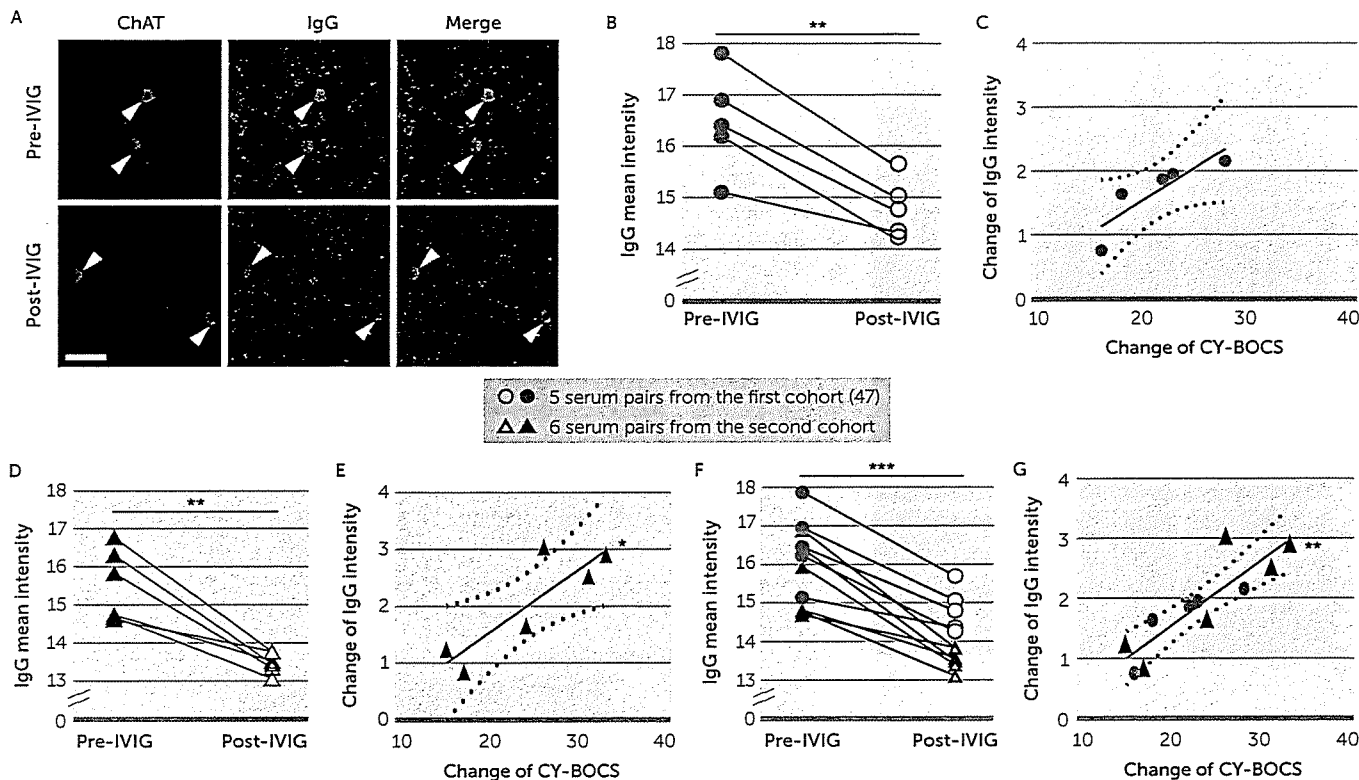 A
ChAT
IgG
Merge
Pre-IVIG
Post-IVIG
B
**
IgG mean intensity
18
17
16
15
14
0
Pre-IVIG
Post-IVIG
C
Change of IgG intensity
4
3
2
1
0
10
20
30
40
Change of CY-BOCS
5 serum pairs from the first cohort (47)
6 serum pairs from the second cohort
D
**
IgG mean intensity
18
17
16
15
14
13
0
Pre-IVIG
Post-IVIG
E
Change of IgG intensity
4
3
2
1
0
*
10
20
30
40
Change of CY-BOCS
F
***
IgG mean intensity
18
17
16
15
14
13
0
Pre-IVIG
Post-IVIG
G
Change of IgG intensity
4
3
2
1
0
**
10
20
30
40
Change of CY-BOCS